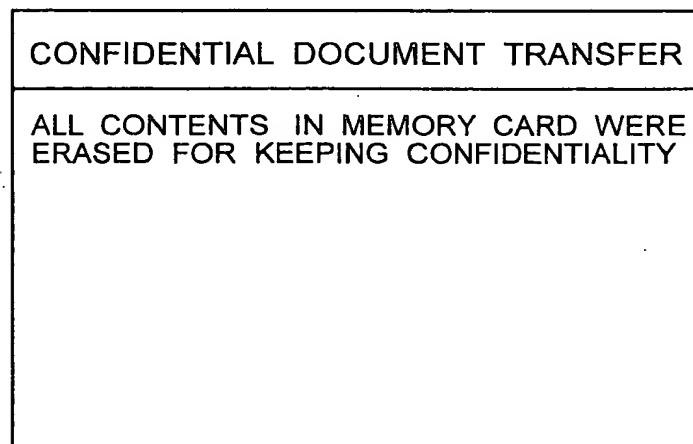 CONFIDENTIAL DOCUMENT TRANSFER
ALL CONTENTS IN MEMORY CARD WERE
ERASED FOR KEEPING CONFIDENTIALITY